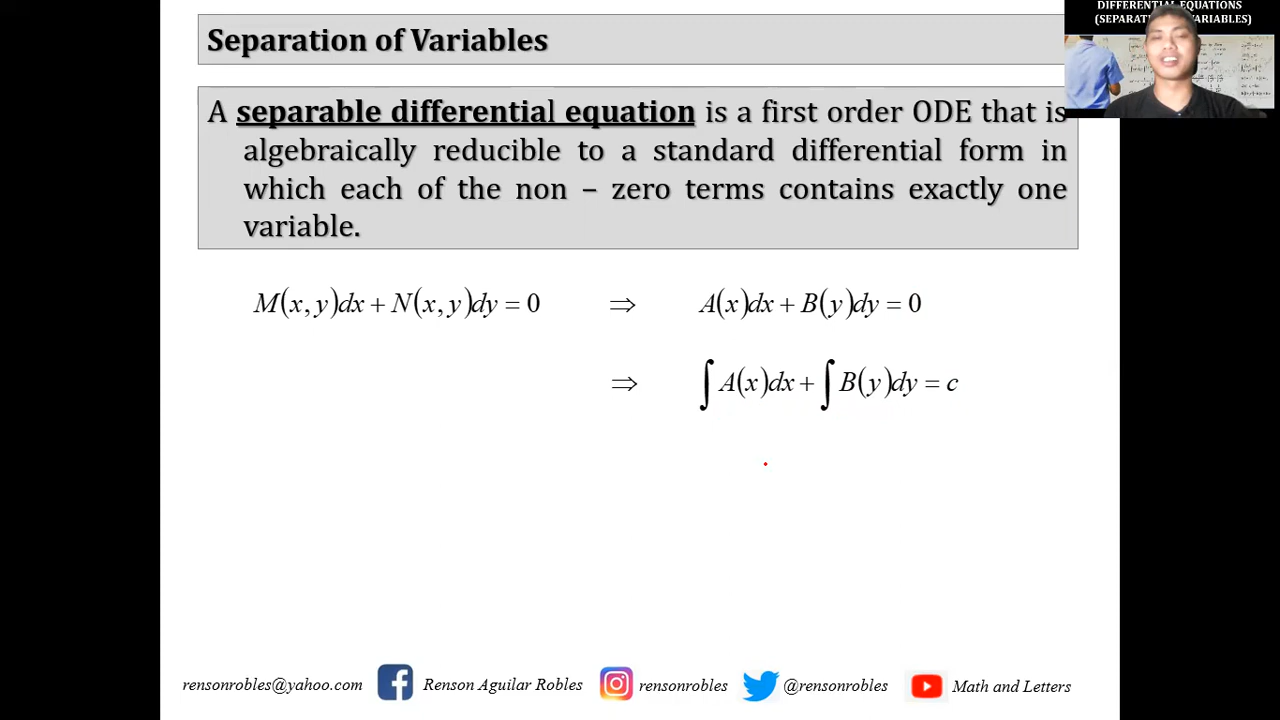 Separation of Variables
DIFFERENTIAL EQUATIONS
A separable differential equation is a first order ODE that is
algebraically reducible to a standard differential form in
which each of the non – zero terms contains exactly one
variable.
M(x, y)dx + N(x, y)dy = 0 ⇒ A(x)dx + B(y)dy = 0
⇒ ∫ A(x)dx + ∫ B(y)dy = c
rensonrobles@yahoo.com Renson Aguilar Robles rensonrobles @rensonrobles Math and Letters